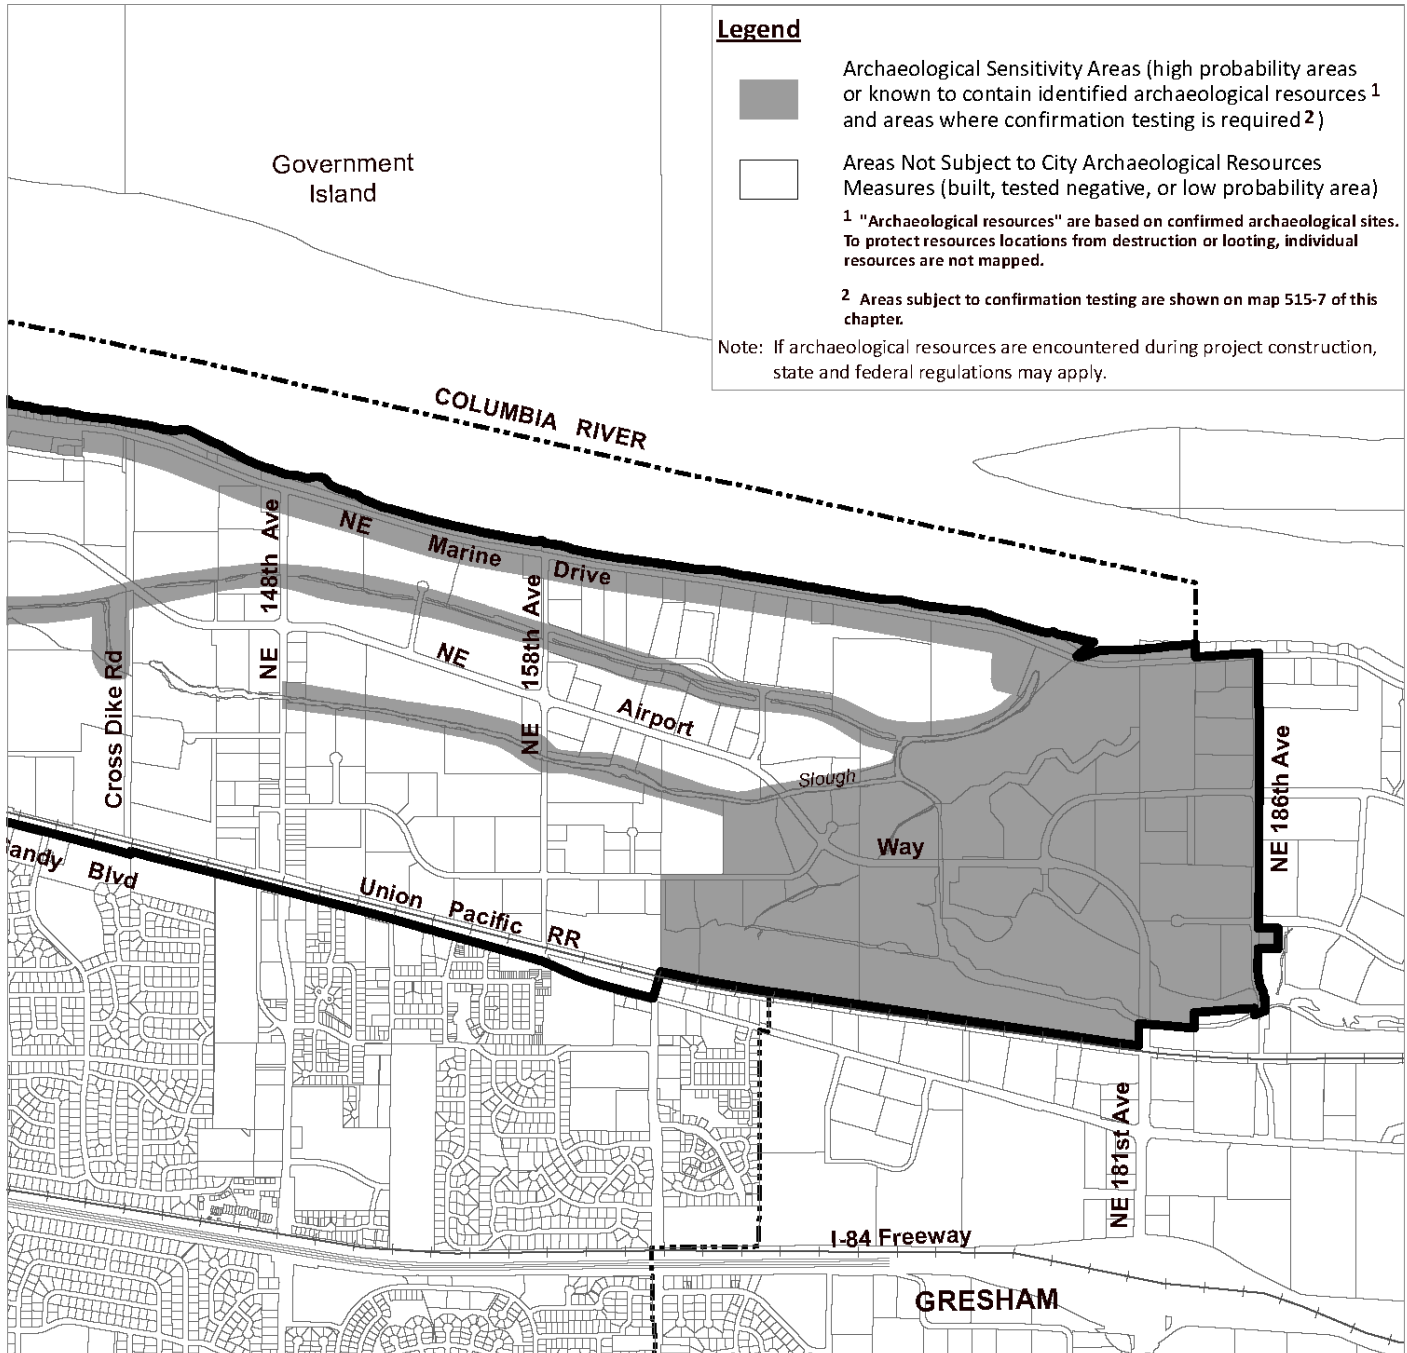 Legend
Archaeological Sensitivity Areas (high probability areas
or known to contain identified archaeological resources 1
and areas where confirmation testing is required 2 )
Areas Not Subject to City Archaeological Resources
Measures (built, tested negative, or low probability area)
1 "Archaeological resources" are based on confirmed archaeological sites.
To protect resources locations from destruction or looting, individual
resources are not mapped.
2 Areas subject to confirmation testing are shown on map 515-7 of this
chapter.
Note: If archaeological resources are encountered during project construction,
state and federal regulations may apply.
Government
Island
COLUMBIA RIVER
NE Marine Drive
NE 148th Ave
NE 158th Ave
NE Airport Way
Cross Dike Rd
Slough
NE 186th Ave
andy Blvd
Union Pacific RR
NE 181st Ave
I-84 Freeway
GRESHAM